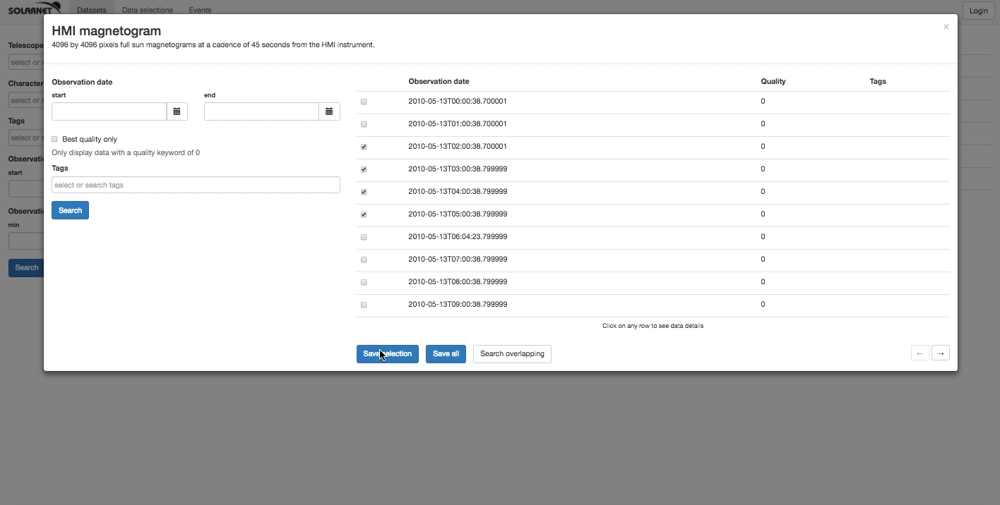 SOLARNET
Datasets Data selections Events Login
Telescope
select or s
Character
select or s
Tags
select or s
Observatio
start
Observatio
min
Search
HMI magnetogram ×
4096 by 4096 pixels full sun magnetograms at a cadence of 45 seconds from the HMI instrument.
Observation date
start end
Best quality only
Only display data with a quality keyword of 0
Tags
select or search tags
Search
Observation date Quality Tags
2010-05-13T00:00:38.700001 0
2010-05-13T01:00:38.700001 0
2010-05-13T02:00:38.700001 0
2010-05-13T03:00:38.799999 0
2010-05-13T04:00:38.799999 0
2010-05-13T05:00:38.799999 0
2010-05-13T06:04:23.799999 0
2010-05-13T07:00:38.799999 0
2010-05-13T08:00:38.799999 0
2010-05-13T09:00:38.799999 0
Click on any row to see data details
Save selection Save all Search overlapping ← →